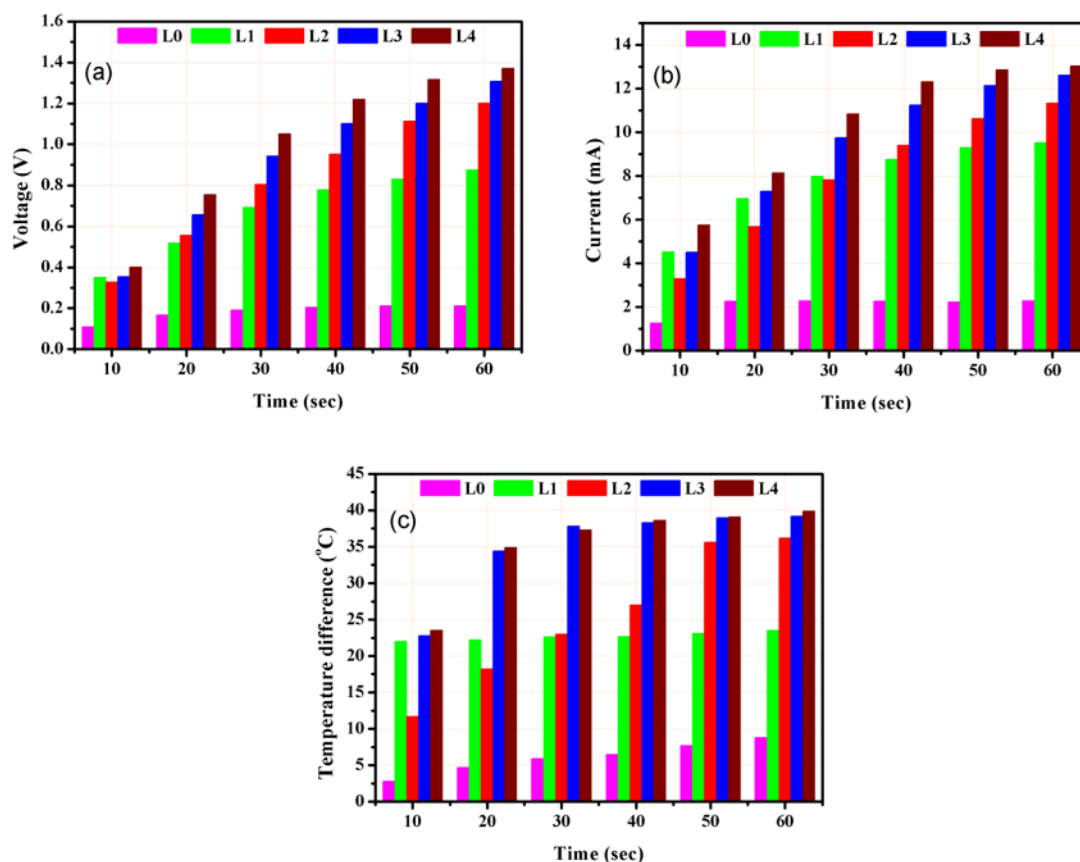 L0 L1 L2 L3 L4
(a)
Voltage (V)
1.6
1.4
1.2
1.0
0.8
0.6
0.4
0.2
0.0
10 20 30 40 50 60
Time (sec)
L0 L1 L2 L3 L4
(b)
Current (mA)
14
12
10
8
6
4
2
0
10 20 30 40 50 60
Time (sec)
L0 L1 L2 L3 L4
(c)
Temperature difference (°C)
45
40
35
30
25
20
15
10
5
0
10 20 30 40 50 60
Time (sec)